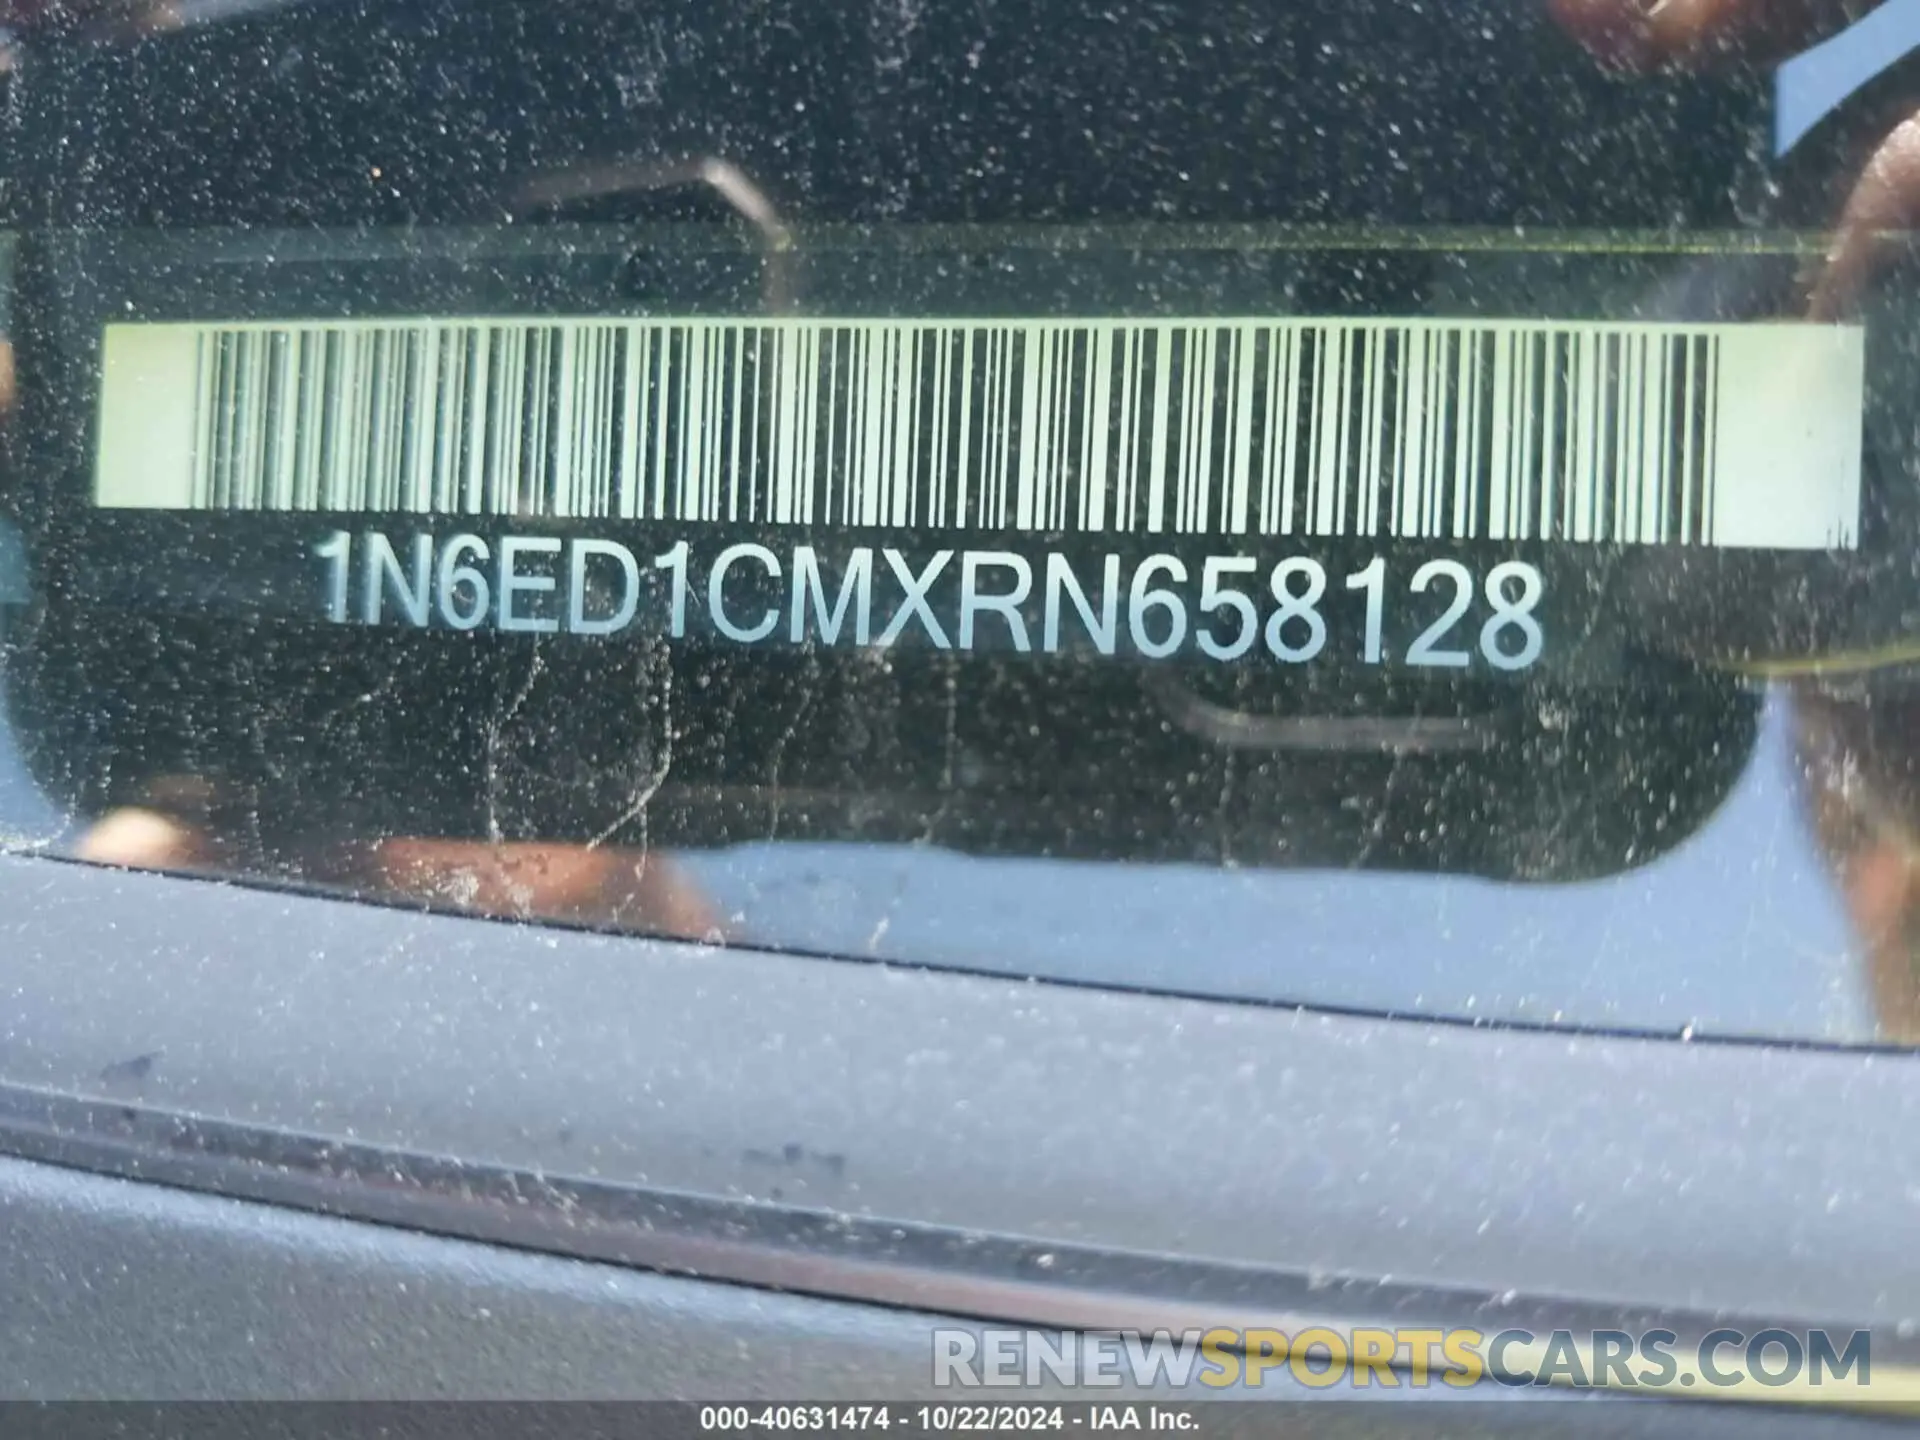 1N6ED1CMXRN658128
RENEWSPORTSCARS.COM
000-40631474 - 10/22/2024 - IAA Inc.